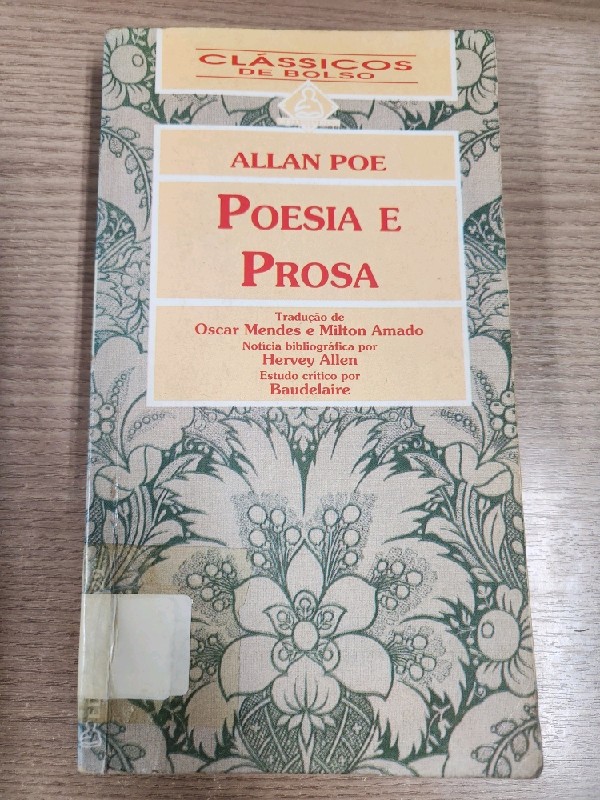 CLÁSSICOS
DE BOLSO
ALLAN POE
POESIA E
PROSA
Tradução de
Oscar Mendes e Milton Amado
Notícia bibliográfica por
Hervey Allen
Estudo crítico por
Baudelaire